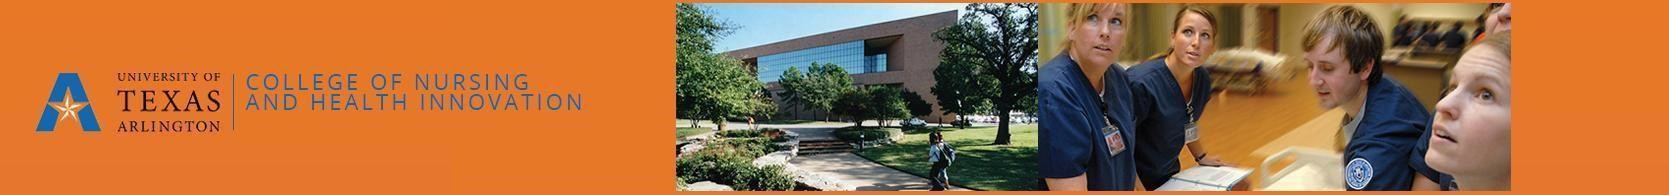 UNIVERSITY OF
TEXAS
ARLINGTON
COLLEGE OF NURSING
AND HEALTH INNOVATION